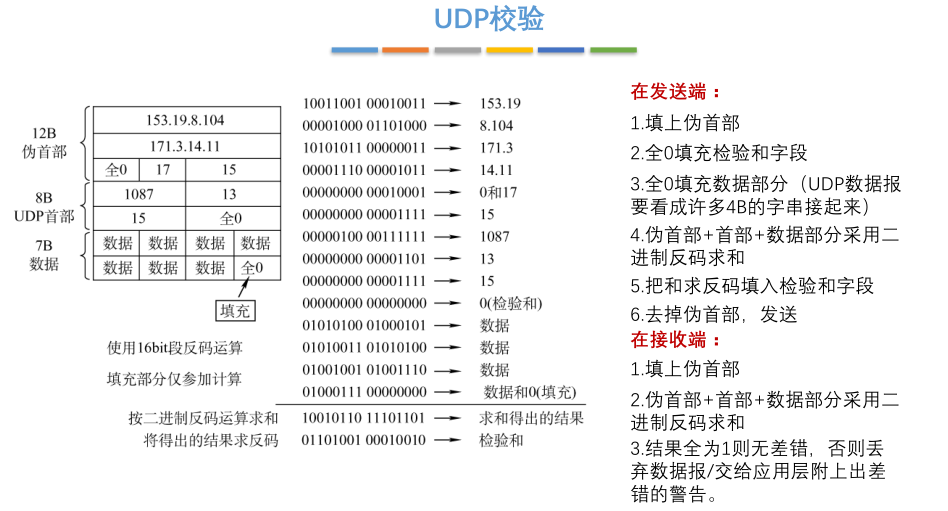 UDP校验
12B
伪首部
153.19.8.104
171.3.14.11
全0 17 15
8B
UDP首部
1087 13
15 全0
7B
数据
数据 数据 数据 数据
数据 数据 数据 全0
填充
使用16bit段反码运算
填充部分仅参加计算
10011001 00010011 → 153.19
00001000 01101000 → 8.104
10101011 00000011 → 171.3
00001110 00001011 → 14.11
00000000 00010001 → 0和17
00000000 00001111 → 15
00000100 00111111 → 1087
00000000 00001101 → 13
00000000 00001111 → 15
00000000 00000000 → 0(检验和)
01010100 01000101 → 数据
01010011 01010100 → 数据
01001001 01001110 → 数据
01000111 00000000 → 数据和0(填充)
按二进制反码运算求和 10010110 11101101 → 求和得出的结果
将得出的结果求反码 01101001 00010010 → 检验和
在发送端：
1.填上伪首部
2.全0填充检验和字段
3.全0填充数据部分（UDP数据报
要看成许多4B的字串接起来）
4.伪首部+首部+数据部分采用二
进制反码求和
5.把和求反码填入检验和字段
6.去掉伪首部，发送
在接收端：
1.填上伪首部
2.伪首部+首部+数据部分采用二
进制反码求和
3.结果全为1则无差错，否则丢
弃数据报/交给应用层附上出差
错的警告。